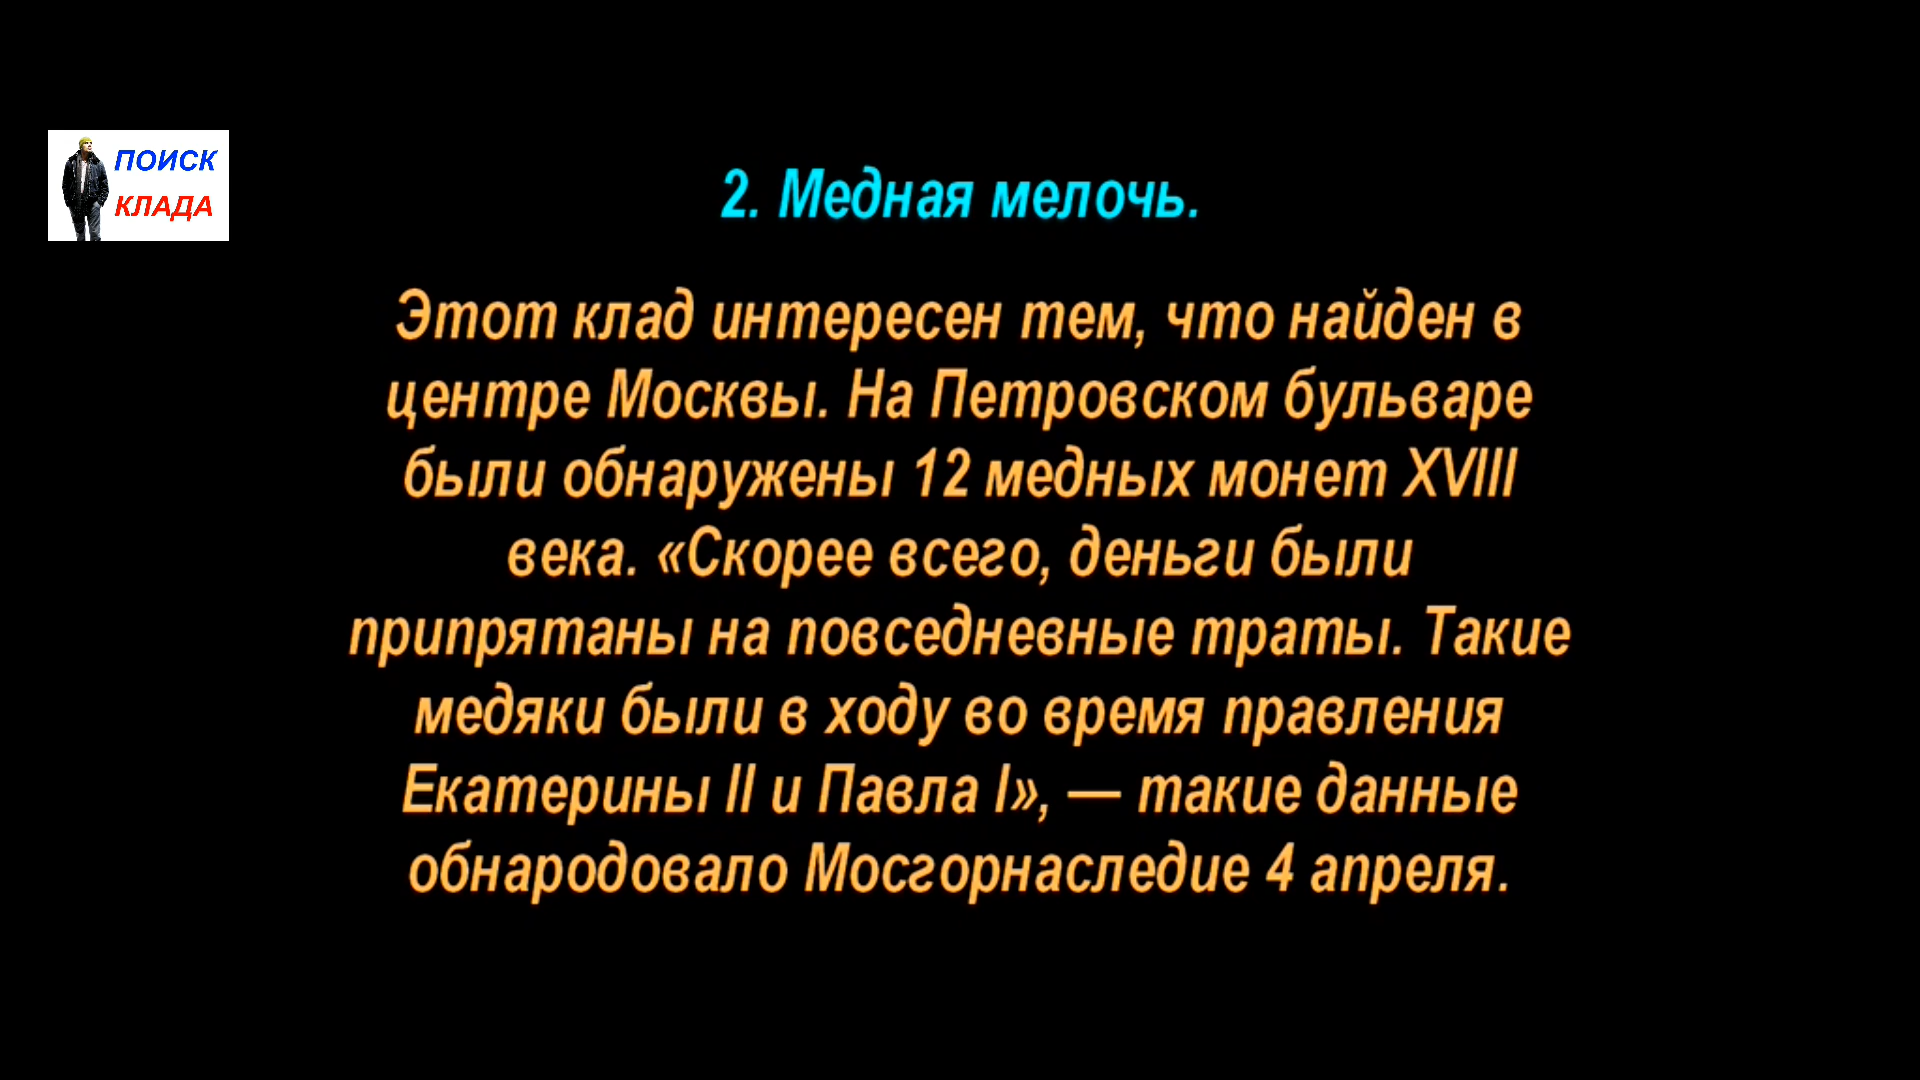 ПОИСК
КЛАДА
2. Медная мелочь.
Этот клад интересен тем, что найден в
центре Москвы. На Петровском бульваре
были обнаружены 12 медных монет XVIII
века. «Скорее всего, деньги были
припрятаны на повседневные траты. Такие
медяки были в ходу во время правления
Екатерины II и Павла I», — такие данные
обнародовало Мосгорнаследие 4 апреля.